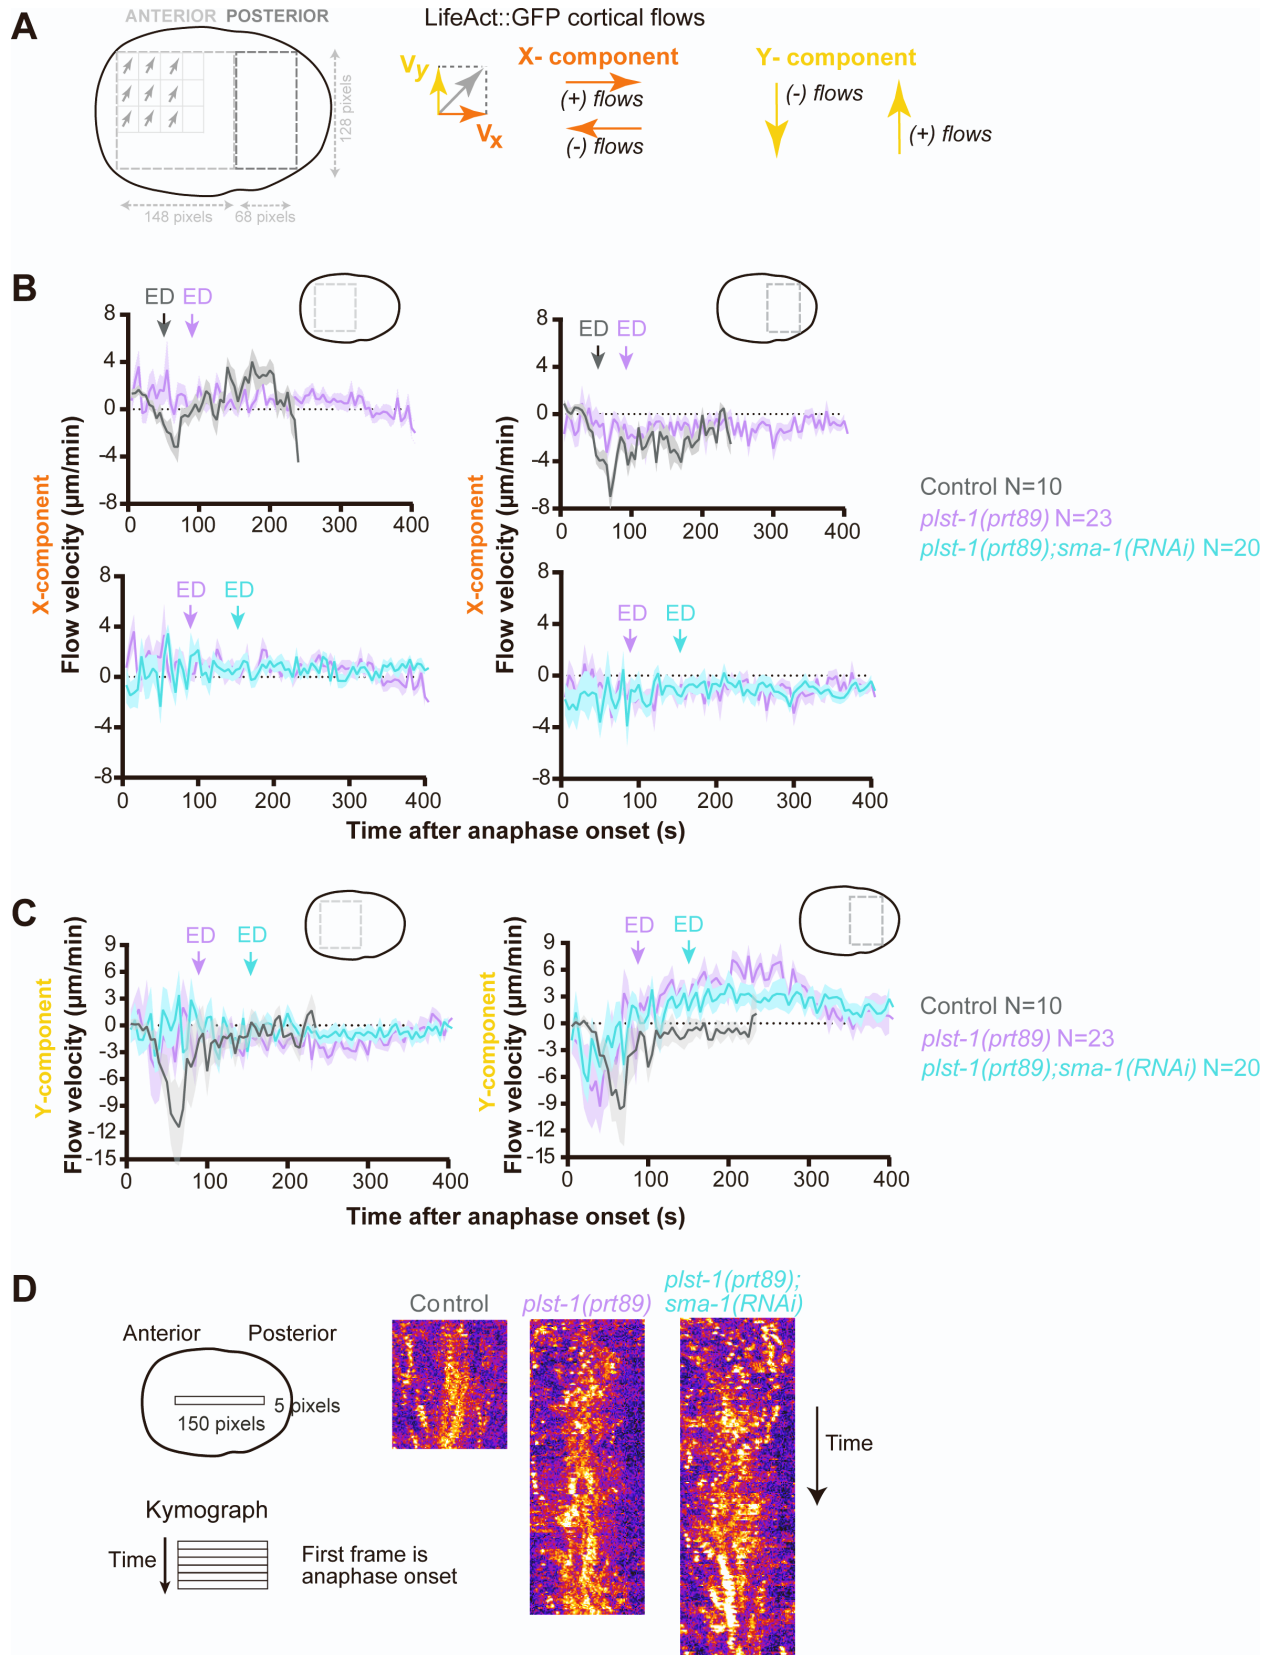 A
ANTERIOR POSTERIOR
128 pixels
148 pixels
68 pixels
LifeAct::GFP cortical flows
Vy
Vx
X- component
(+) flows
(-) flows
Y- component
(-) flows
(+) flows
B
X-component
Flow velocity (µm/min)
ED ED
8
4
0
-4
-8
0 100 200 300 400
X-component
Flow velocity (µm/min)
ED ED
8
4
0
-4
-8
0 100 200 300 400
Control N=10
plst-1(prt89) N=23
plst-1(prt89);sma-1(RNAi) N=20
ED ED
8
4
0
-4
-8
0 100 200 300 400
ED ED
8
4
0
-4
-8
0 100 200 300 400
Time after anaphase onset (s)
C
Y-component
Flow velocity (µm/min)
ED ED
9
6
3
0
-3
-6
-9
-12
-15
0 100 200 300 400
Y-component
Flow velocity (µm/min)
ED ED
9
6
3
0
-3
-6
-9
-12
-15
0 100 200 300 400
Control N=10
plst-1(prt89) N=23
plst-1(prt89);sma-1(RNAi) N=20
Time after anaphase onset (s)
D
Anterior Posterior
5 pixels
150 pixels
Kymograph
Time
First frame is
anaphase onset
Control
plst-1(prt89)
plst-1(prt89);
sma-1(RNAi)
Time